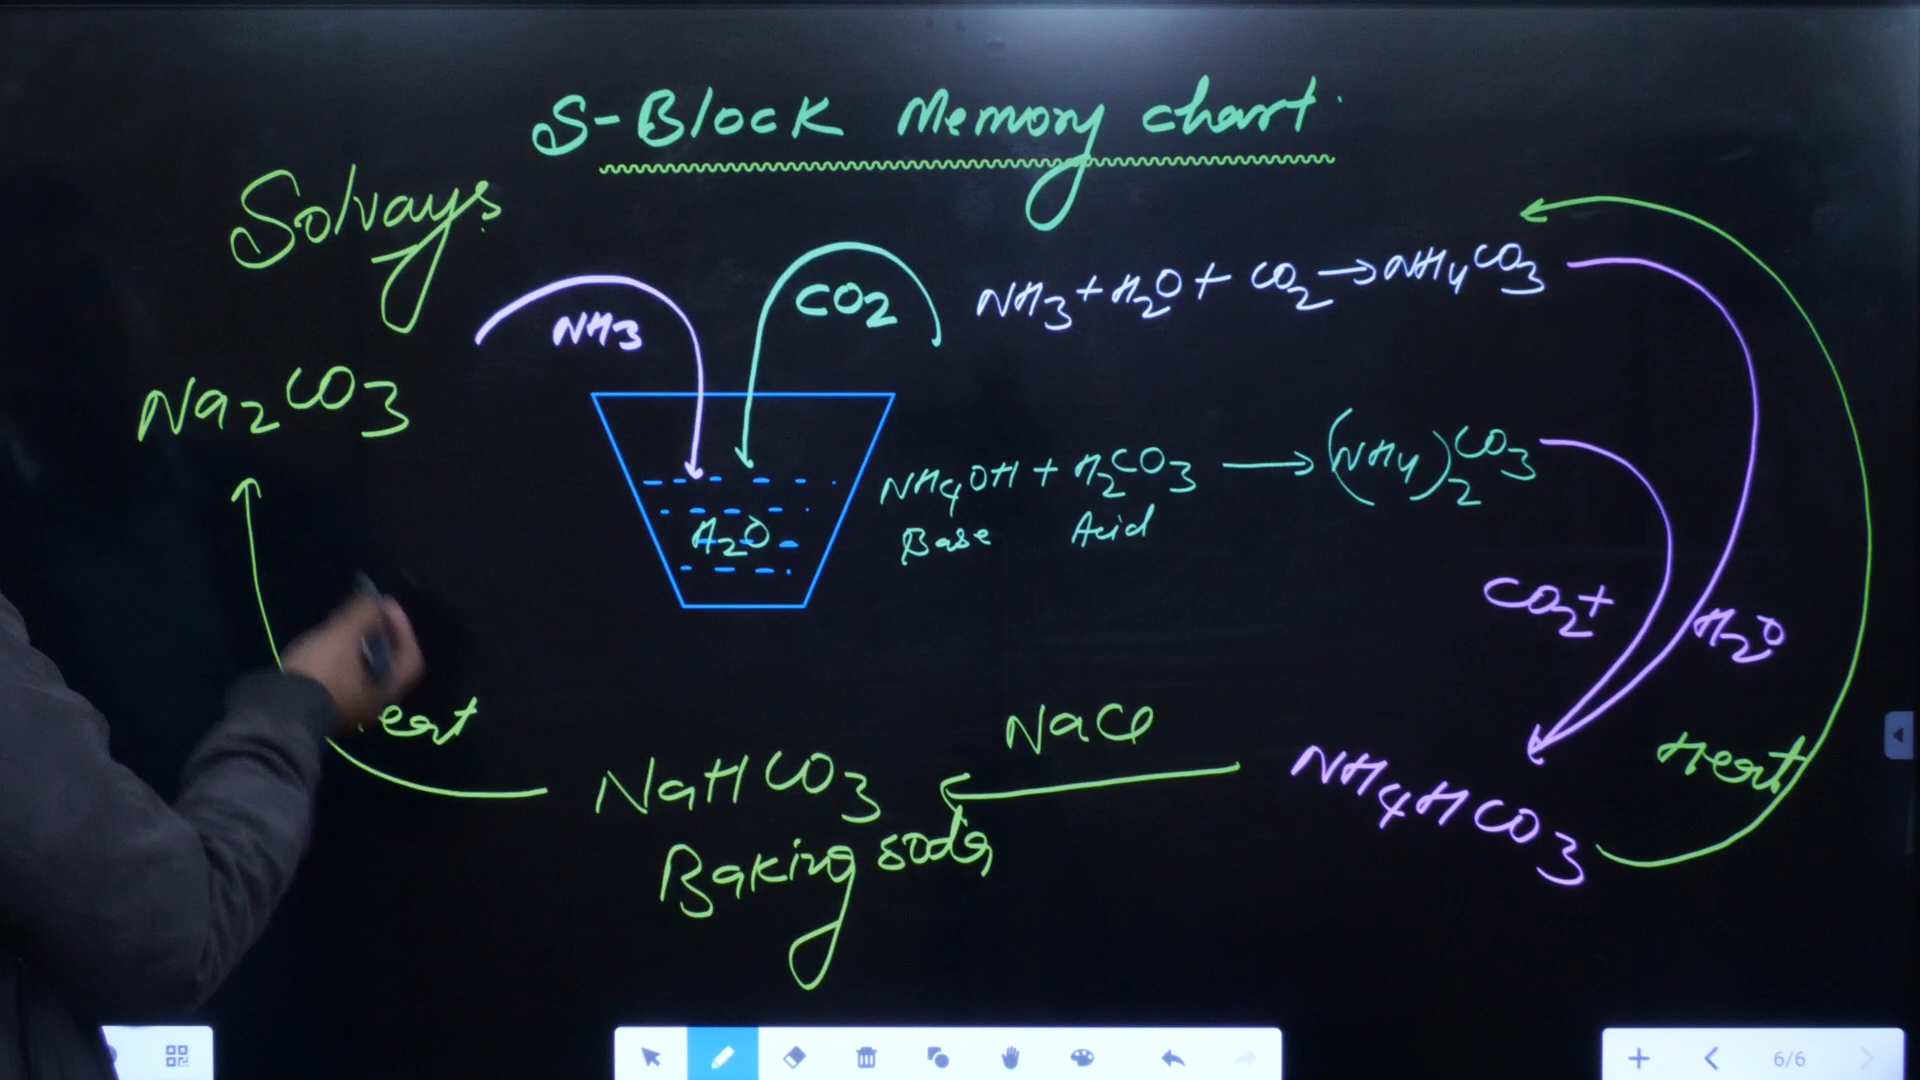 S-Block Memory chart.
Solvays
NH3
CO2
NH3 + H2O + CO2 → NH4CO3
Na2CO3
NH4OH + H2CO3 → (NH4)2CO3
Base Acid
H2O
CO2 +
H2O
Heat
NaCl
NH4HCO3
NaHCO3
Baking soda
6/6